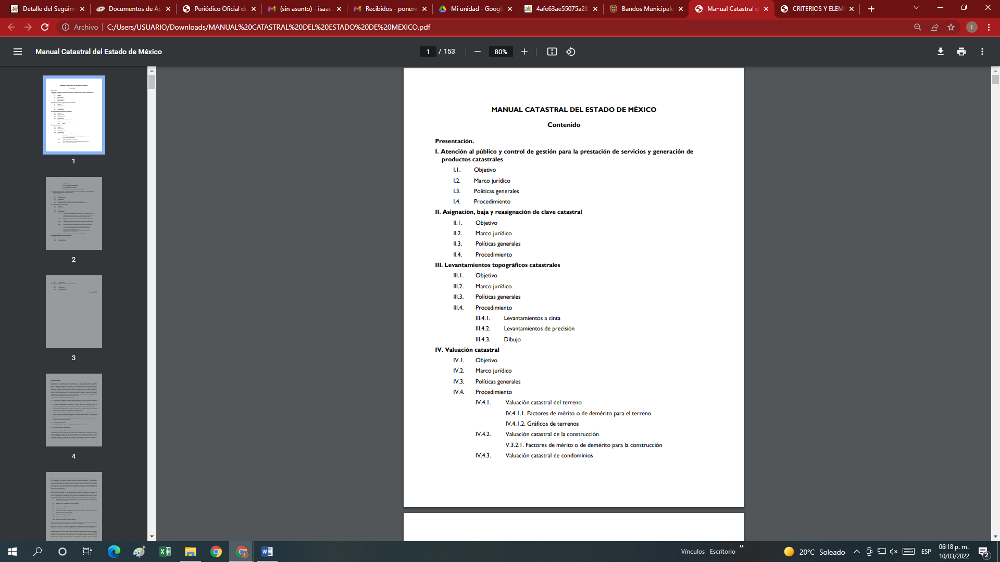 Detalle del Seguim
Documentos de Ap
Periódico Oficial de
(sin asunto) - isaac
Recibidos - ponenc
Mi unidad - Google
4afe63ae55075a28
Bandos Municipale
Manual Catastral d
CRITERIOS Y ELEM
Archivo
C:/Users/USUARIO/Downloads/MANUAL%20CATASTRAL%20DEL%20ESTADO%20DE%20MEXICO.pdf
I
Manual Catastral del Estado de México
1 / 153
80%
1
2
3
4
MANUAL CATASTRAL DEL ESTADO DE MÉXICO
Contenido
Presentación.
I. Atención al público y control de gestión para la prestación de servicios y generación de
productos catastrales
I.1. Objetivo
I.2. Marco jurídico
I.3. Políticas generales
I.4. Procedimiento
II. Asignación, baja y reasignación de clave catastral
II.1. Objetivo
II.2. Marco jurídico
II.3. Políticas generales
II.4. Procedimiento
III. Levantamientos topográficos catastrales
III.1. Objetivo
III.2. Marco jurídico
III.3. Políticas generales
III.4. Procedimiento
III.4.1. Levantamientos a cinta
III.4.2. Levantamientos de precisión
III.4.3. Dibujo
IV. Valuación catastral
IV.1. Objetivo
IV.2. Marco jurídico
IV.3. Políticas generales
IV.4. Procedimiento
IV.4.1. Valuación catastral del terreno
IV.4.1.1. Factores de mérito o de demérito para el terreno
IV.4.1.2. Gráficos de terrenos
IV.4.2. Valuación catastral de la construcción
V.3.2.1. Factores de mérito o de demérito para la construcción
IV.4.3. Valuación catastral de condominios
Vínculos Escritorio
20°C Soleado
ESP
06:18 p. m.
10/03/2022
2